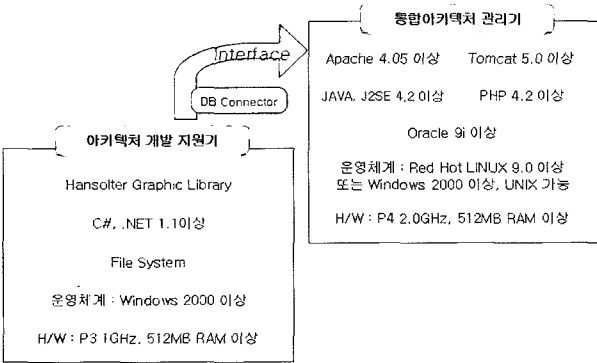 통합아키텍처 관리기
Interface
Apache 4.05 이상 Tomcat 5.0 이상
DB Connector
JAVA, J2SE 4.2 이상 PHP 4.2 이상
Oracle 9i 이상
운영체계 : Red Hot LINUX 9.0 이상
또는 Windows 2000 이상, UNIX 가능
H/W : P4 2.0GHz, 512MB RAM 이상
아키텍처 개발 지원기
Hansolter Graphic Library
C#, .NET 1.1이상
File System
운영체계 : Windows 2000 이상
H/W : P3 1GHz, 512MB RAM 이상